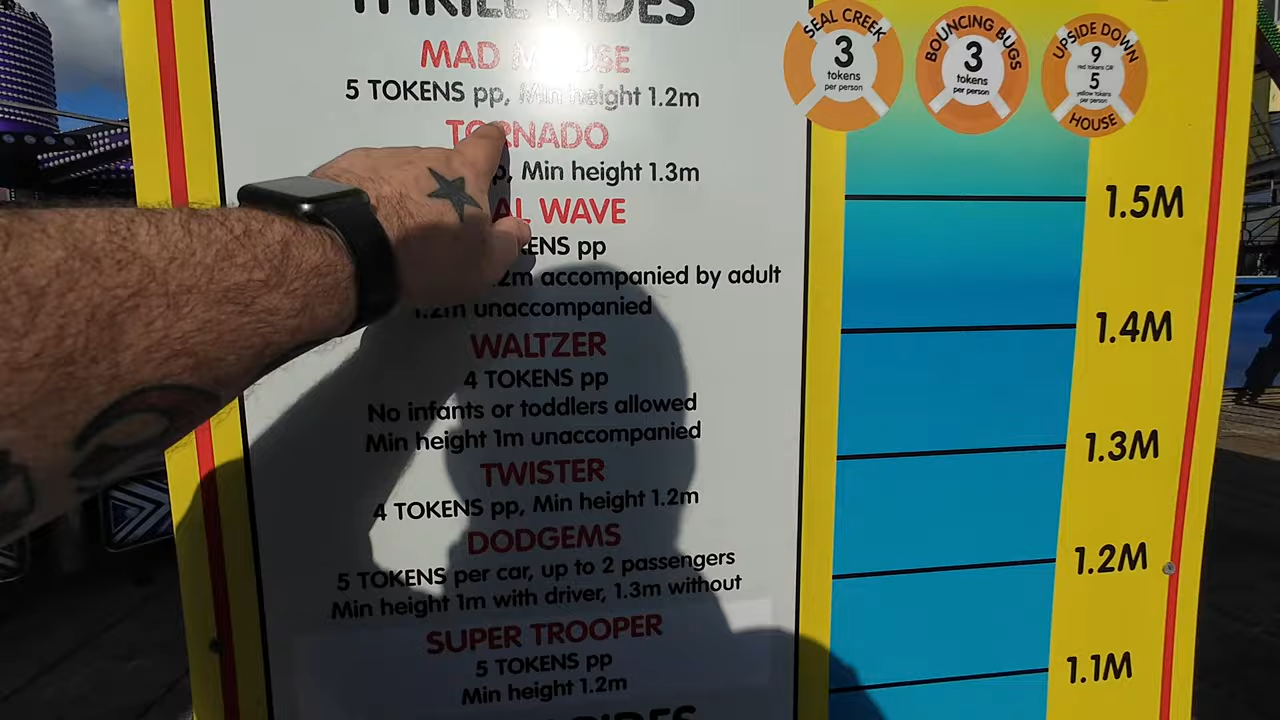 THRILL RIDES
MAD MOUSE
5 TOKENS pp, Min height 1.2m
TORNADO
Min height 1.3m
WAVE
pp
accompanied by adult
1.2m unaccompanied
WALTZER
4 TOKENS pp
No infants or toddlers allowed
Min height 1m unaccompanied
TWISTER
4 TOKENS pp, Min height 1.2m
DODGEMS
5 TOKENS per car, up to 2 passengers
Min height 1m with driver, 1.3m without
SUPER TROOPER
5 TOKENS pp
Min height 1.2m
SEAL CREEK
3
tokens
per person
BOUNCING BUGS
3
tokens
per person
UPSIDE DOWN
9
red tokens OR
5
yellow tokens
per person
HOUSE
1.5M
1.4M
1.3M
1.2M
1.1M